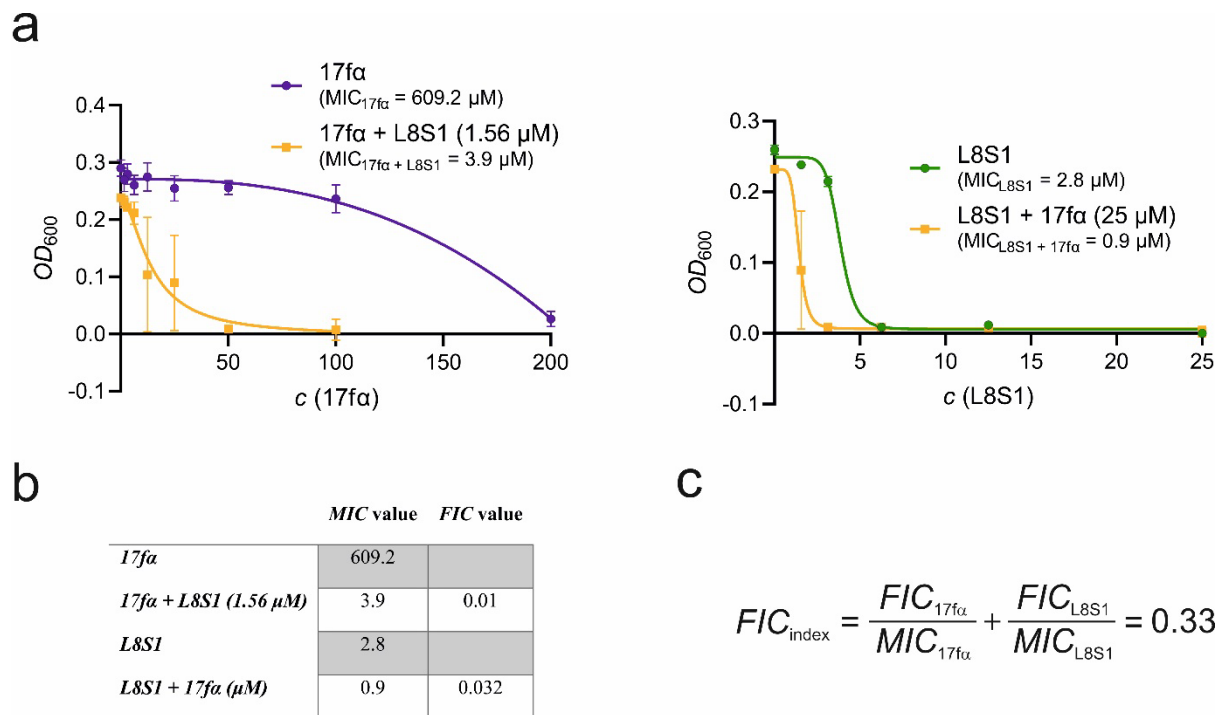 a
17fα
(MIC17fα = 609.2 µM)
17fα + L8S1 (1.56 µM)
(MIC17fα + L8S1 = 3.9 µM)
0.4
0.3
0.2
0.1
0.0
-0.1
OD600
50
100
150
200
c (17fα)
L8S1
(MICL8S1 = 2.8 µM)
L8S1 + 17fα (25 µM)
(MICL8S1 + 17fα = 0.9 µM)
0.3
0.2
0.1
0.0
-0.1
OD600
5
10
15
20
25
c (L8S1)
b
MIC value FIC value
17fα 609.2
17fα + L8S1 (1.56 µM) 3.9 0.01
L8S1 2.8
L8S1 + 17fα (µM) 0.9 0.032
c
FICindex = FIC17fα / MIC17fα + FICL8S1 / MICL8S1 = 0.33